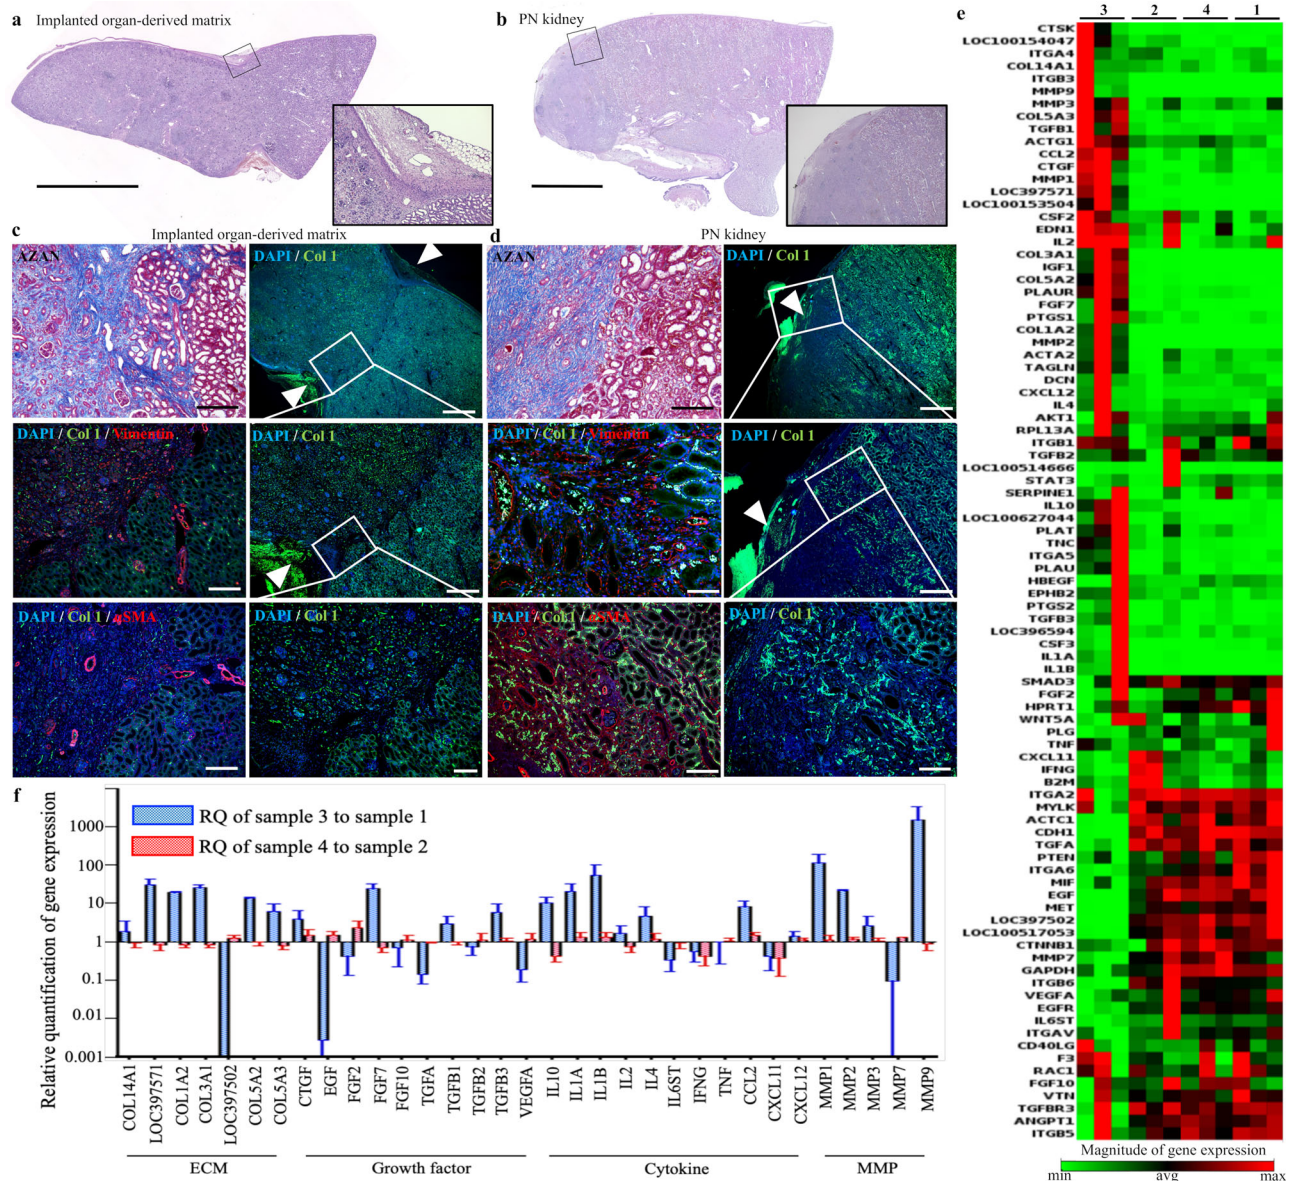 a Implanted organ-derived matrix
b PN kidney
c Implanted organ-derived matrix
AZAN
DAPI / Col 1
DAPI / Col 1 / Vimentin
DAPI / Col 1
DAPI / Col 1 / αSMA
DAPI / Col 1
d PN kidney
AZAN
DAPI / Col 1
DAPI / Col 1 / Vimentin
DAPI / Col 1
DAPI / Col 1 / αSMA
DAPI / Col 1
e
3 2 4 1
CTSK
LOC100154047
ITGA4
COL14A1
ITGB3
MMP9
MMP3
COL5A3
TGFB1
ACTG1
CCL2
CTGF
MMP1
LOC397571
LOC100153504
CSF2
EDN1
IL2
COL3A1
IGF1
COL5A2
PLAUR
FGF7
PTGS1
COL1A2
MMP2
ACTA2
TAGLN
DCN
CXCL12
IL4
AKT1
RPL13A
ITGB1
TGFB2
LOC100514666
STAT3
SERPINE1
IL10
LOC100627044
PLAT
TNC
ITGA5
PLAU
HBEGF
EPHB2
PTGS2
TGFB3
LOC396594
CSF3
IL1A
IL1B
SMAD3
FGF2
HPRT1
WNT5A
PLG
TNF
CXCL11
IFNG
B2M
ITGA2
MYLK
ACTC1
CDH1
TGFA
PTEN
ITGA6
MIF
EGF
MET
LOC397502
LOC100517053
CTNNB1
MMP7
GAPDH
ITGB6
VEGFA
EGFR
IL6ST
ITGAV
CD40LG
F3
RAC1
FGF10
VTN
TGFBR3
ANGPT1
ITGB5
Magnitude of gene expression
min avg max
f
Relative quantification of gene expression
1000
100
10
1
0.1
0.01
0.001
RQ of sample 3 to sample 1
RQ of sample 4 to sample 2
COL14A1
LOC397571
COL1A2
COL3A1
LOC397502
COL5A2
COL5A3
CTGF
EGF
FGF2
FGF7
FGF10
TGFA
TGFB1
TGFB2
TGFB3
VEGFA
IL10
IL1A
IL1B
IL2
IL4
IL6ST
IFNG
TNF
CCL2
CXCL11
CXCL12
MMP1
MMP2
MMP3
MMP7
MMP9
ECM Growth factor Cytokine MMP